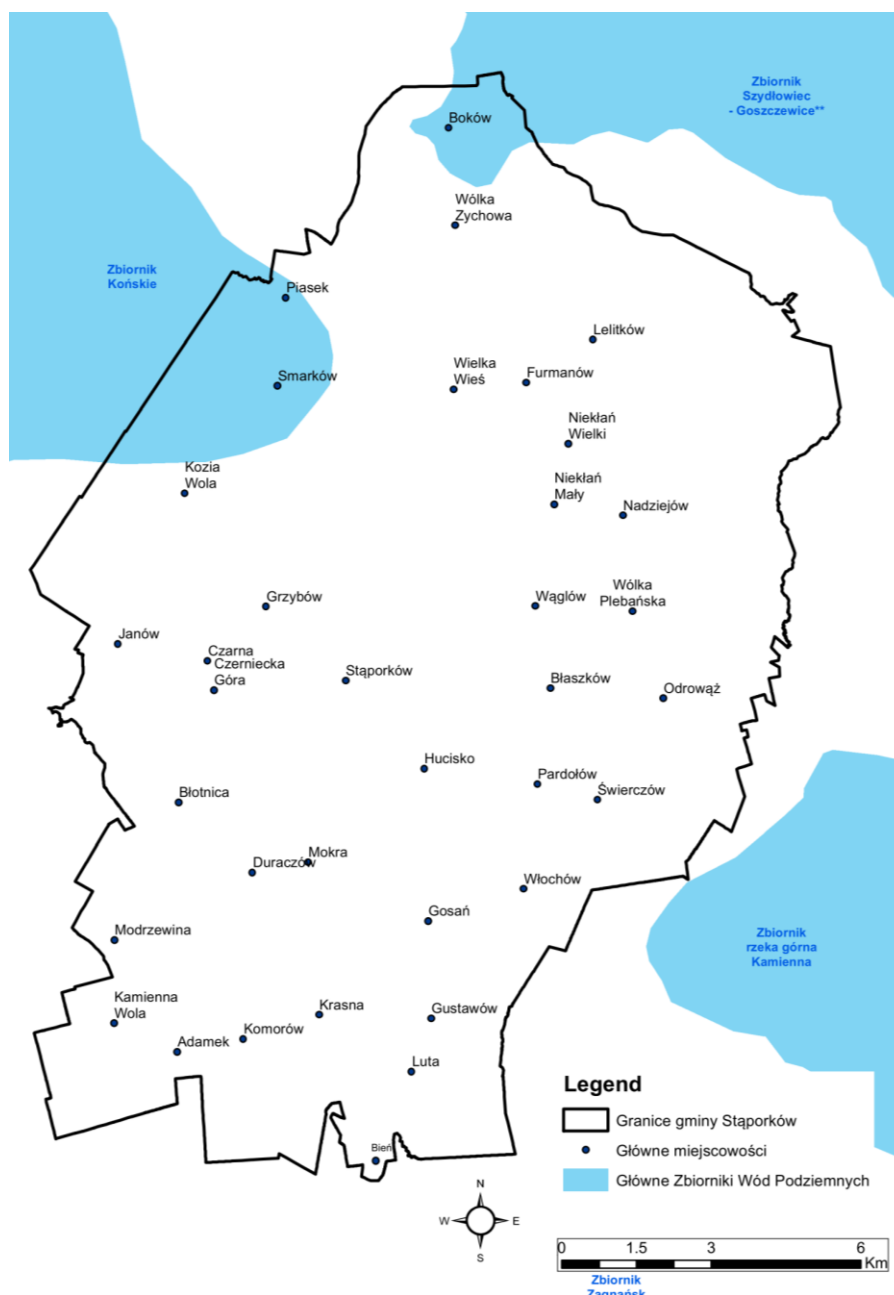 Zbiornik
Szydłowiec
- Goszczewice**
Boków
Wólka
Zychowa
Zbiornik
Końskie
Piasek
Lelitków
Smarków
Wielka
Wieś
Furmanów
Niekłań
Wielki
Kozia
Wola
Niekłań
Mały
Nadziejów
Grzybów
Wąglów
Wólka
Plebańska
Janów
Czarna
Czerniecka
Góra
Stąporków
Błaszków
Odrowąż
Hucisko
Pardołów
Świerczów
Błotnica
Mokra
Duraczów
Włochów
Gosań
Modrzewina
Zbiornik
rzeka górna
Kamienna
Kamienna
Wola
Krasna
Gustawów
Komorów
Adamek
Luta
Bień
Legend
Granice gminy Stąporków
Główne miejscowości
Główne Zbiorniki Wód Podziemnych
N
W
E
S
0 1.5 3 6
Km
Zbiornik
Zagnańsk